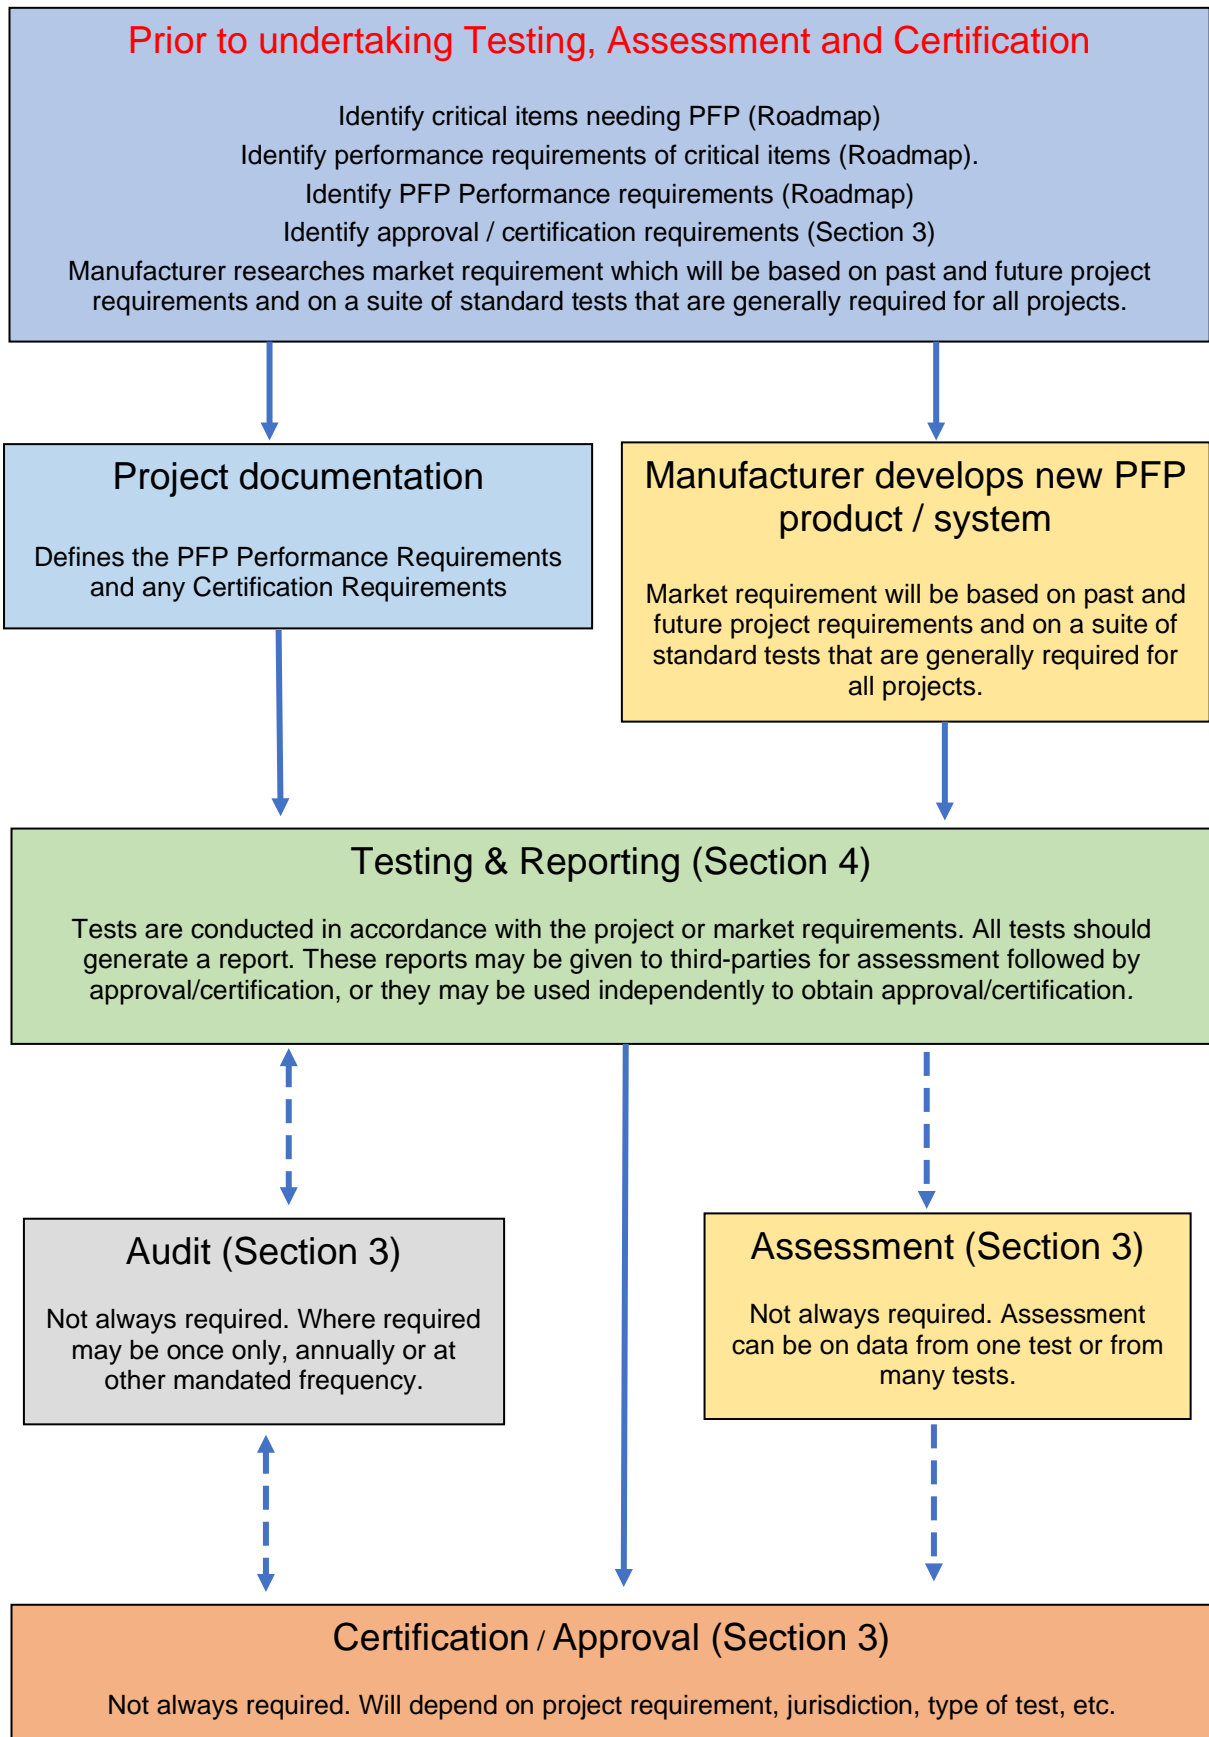 Prior to undertaking Testing, Assessment and Certification
Identify critical items needing PFP (Roadmap)
Identify performance requirements of critical items (Roadmap).
Identify PFP Performance requirements (Roadmap)
Identify approval / certification requirements (Section 3)
Manufacturer researches market requirement which will be based on past and future project
requirements and on a suite of standard tests that are generally required for all projects.
Project documentation
Defines the PFP Performance Requirements
and any Certification Requirements
Manufacturer develops new PFP
product / system
Market requirement will be based on past and
future project requirements and on a suite of
standard tests that are generally required for
all projects.
Testing & Reporting (Section 4)
Tests are conducted in accordance with the project or market requirements. All tests should
generate a report. These reports may be given to third-parties for assessment followed by
approval/certification, or they may be used independently to obtain approval/certification.
Audit (Section 3)
Not always required. Where required
may be once only, annually or at
other mandated frequency.
Assessment (Section 3)
Not always required. Assessment
can be on data from one test or from
many tests.
Certification / Approval (Section 3)
Not always required. Will depend on project requirement, jurisdiction, type of test, etc.